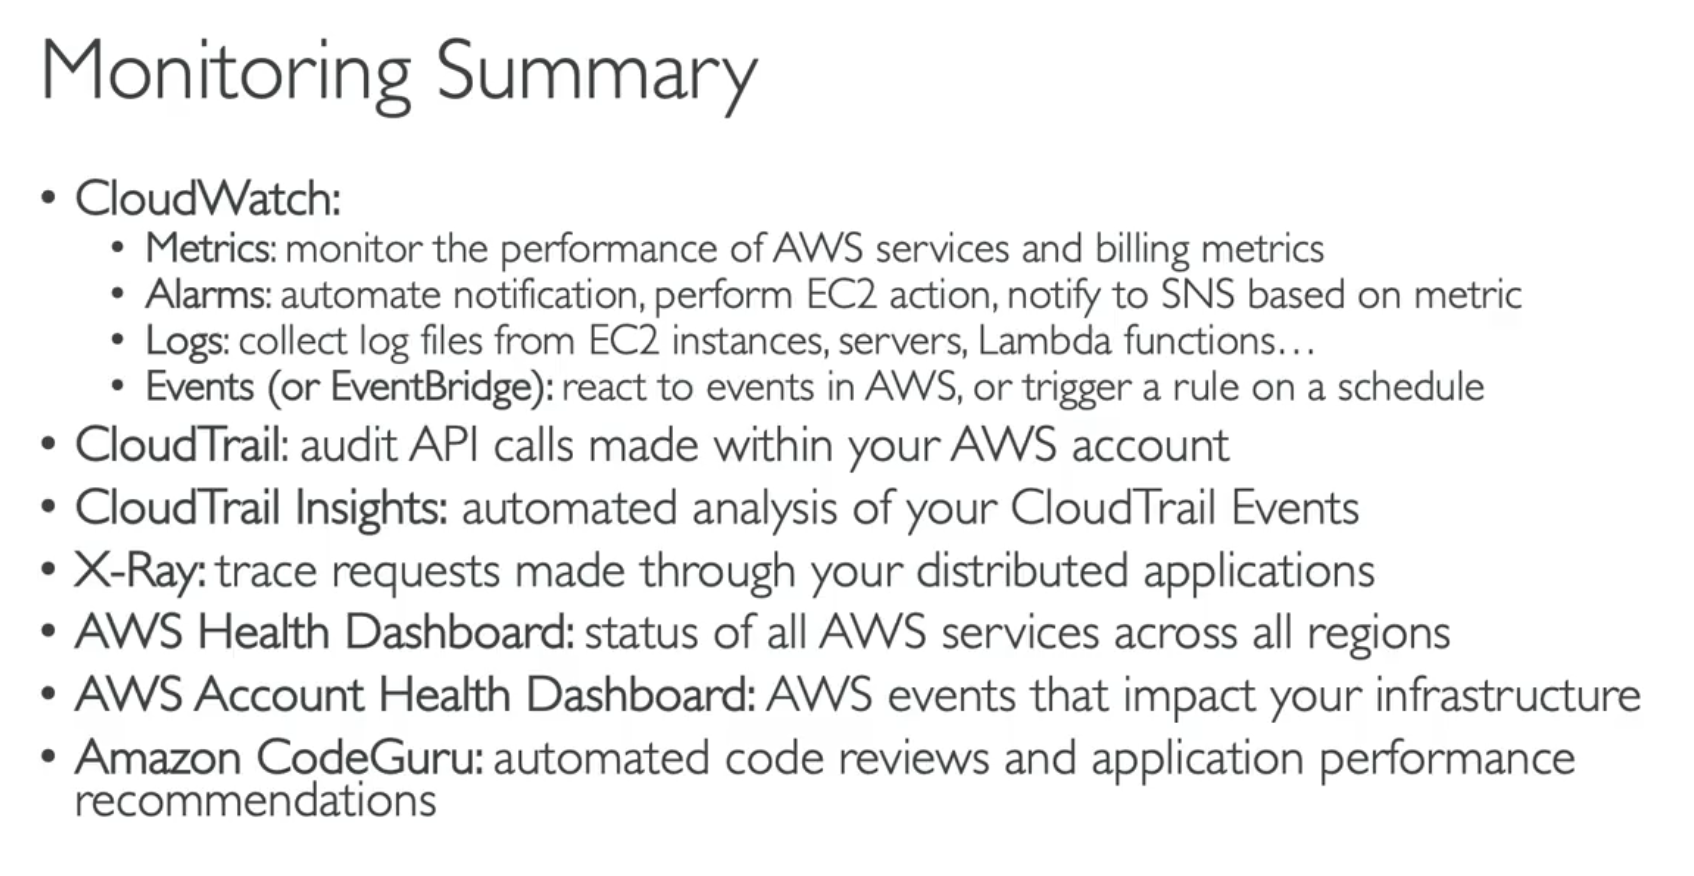 Monitoring Summary
• CloudWatch:
• Metrics: monitor the performance of AWS services and billing metrics
• Alarms: automate notification, perform EC2 action, notify to SNS based on metric
• Logs: collect log files from EC2 instances, servers, Lambda functions…
• Events (or EventBridge): react to events in AWS, or trigger a rule on a schedule
• CloudTrail: audit API calls made within your AWS account
• CloudTrail Insights: automated analysis of your CloudTrail Events
• X-Ray: trace requests made through your distributed applications
• AWS Health Dashboard: status of all AWS services across all regions
• AWS Account Health Dashboard: AWS events that impact your infrastructure
• Amazon CodeGuru: automated code reviews and application performance
recommendations